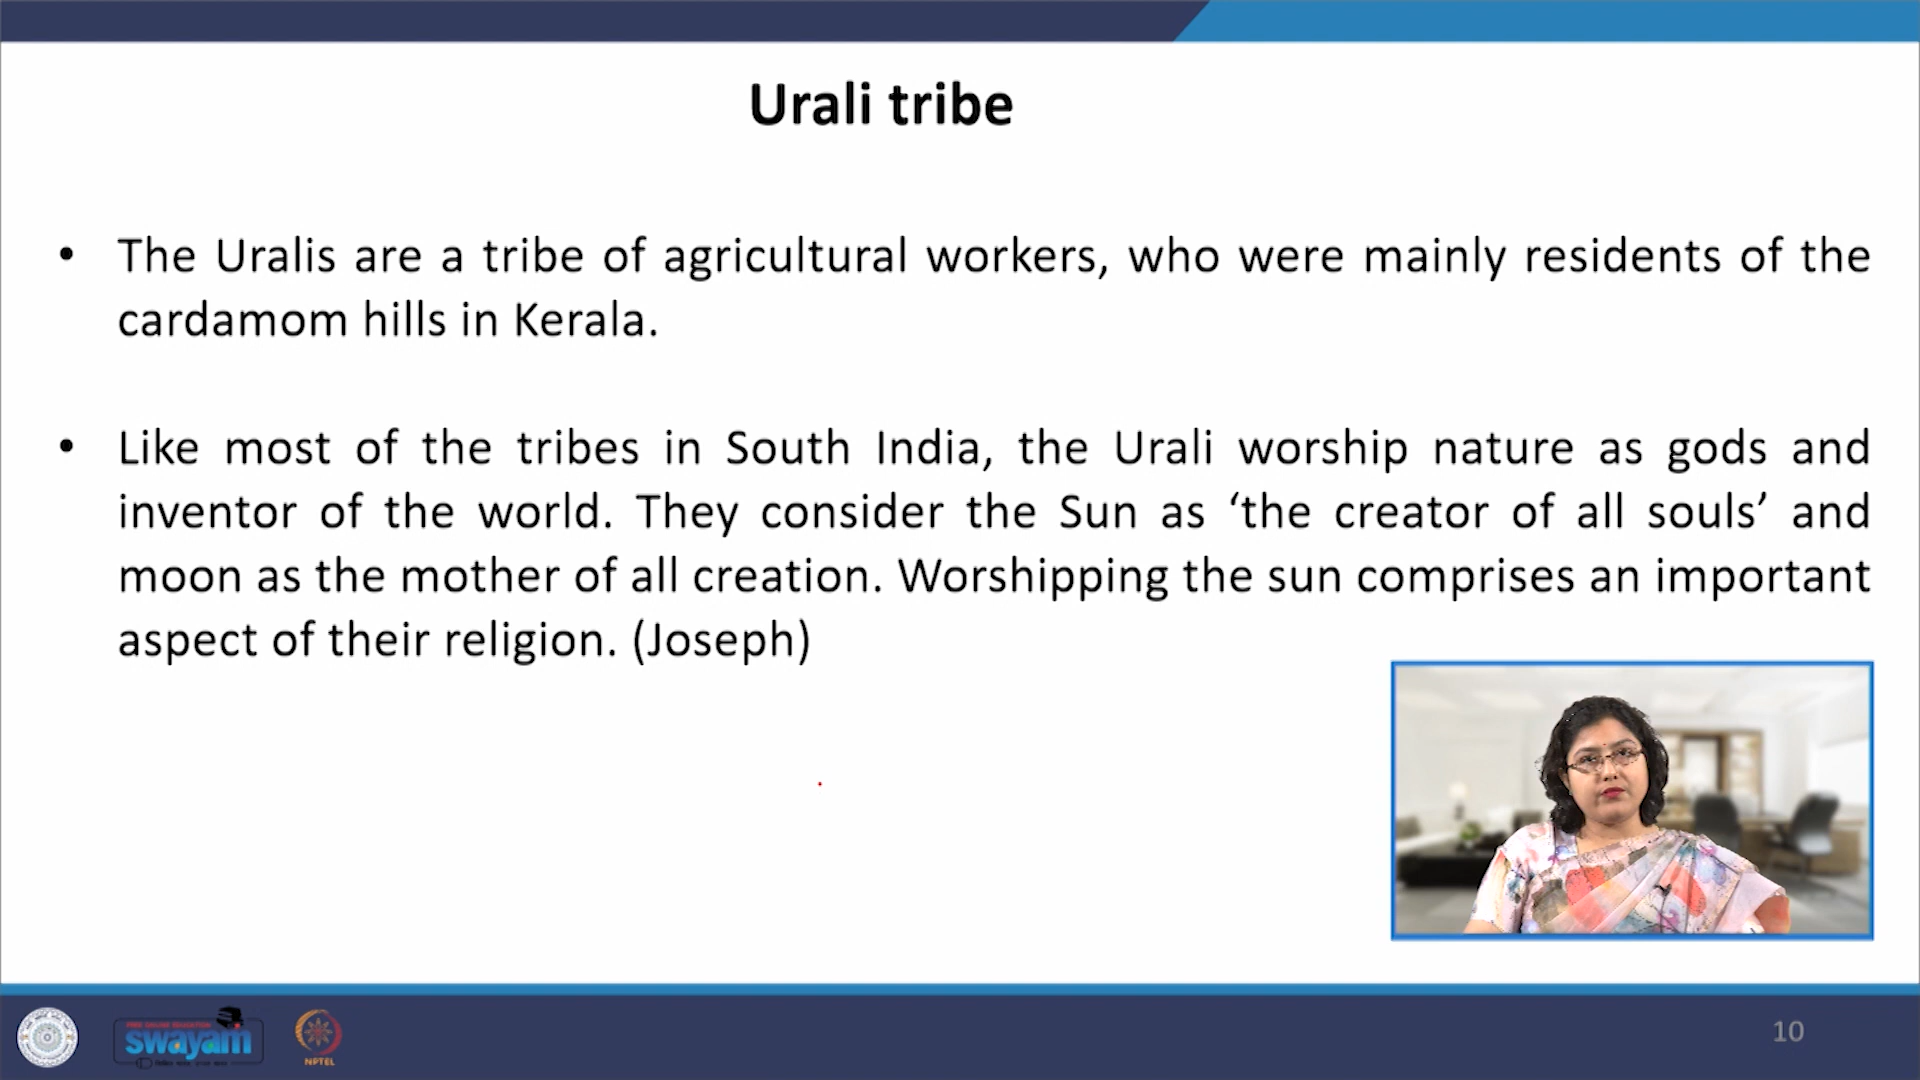 Urali tribe
• The Uralis are a tribe of agricultural workers, who were mainly residents of the
cardamom hills in Kerala.
• Like most of the tribes in South India, the Urali worship nature as gods and
inventor of the world. They consider the Sun as ‘the creator of all souls’ and
moon as the mother of all creation. Worshipping the sun comprises an important
aspect of their religion. (Joseph)
FREE ONLINE EDUCATION
swayam
NPTEL
10